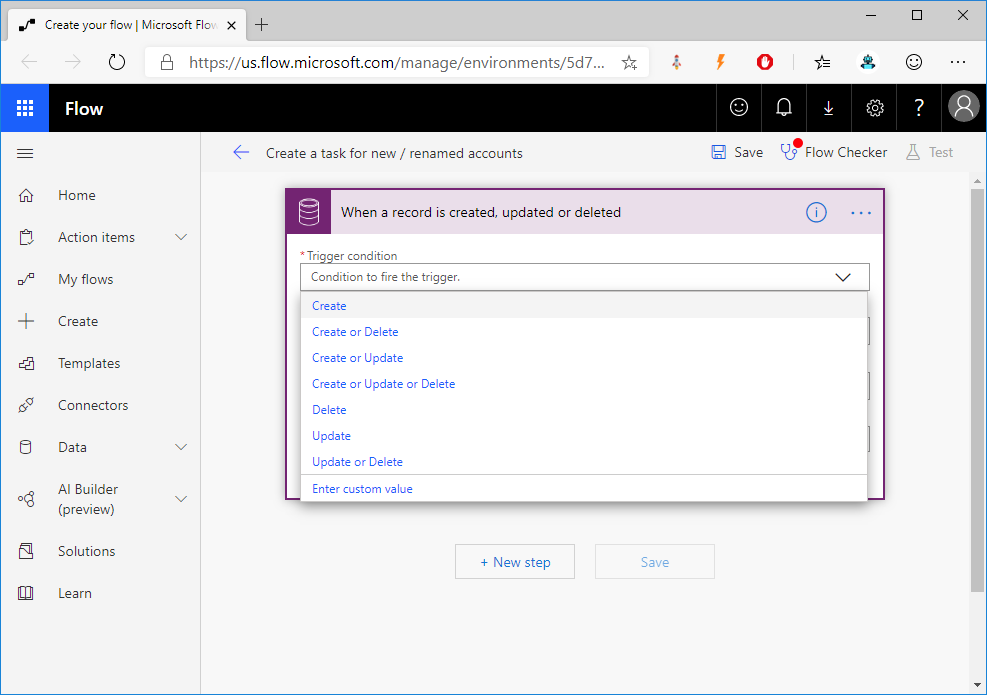 Create your flow | Microsoft Flow
https://us.flow.microsoft.com/manage/environments/5d7...
Flow
?
Create a task for new / renamed accounts
Save
Flow Checker
Test
Home
Action items
My flows
Create
Templates
Connectors
Data
AI Builder
(preview)
Solutions
Learn
When a record is created, updated or deleted
* Trigger condition
Condition to fire the trigger.
Create
Create or Delete
Create or Update
Create or Update or Delete
Delete
Update
Update or Delete
Enter custom value
+ New step
Save